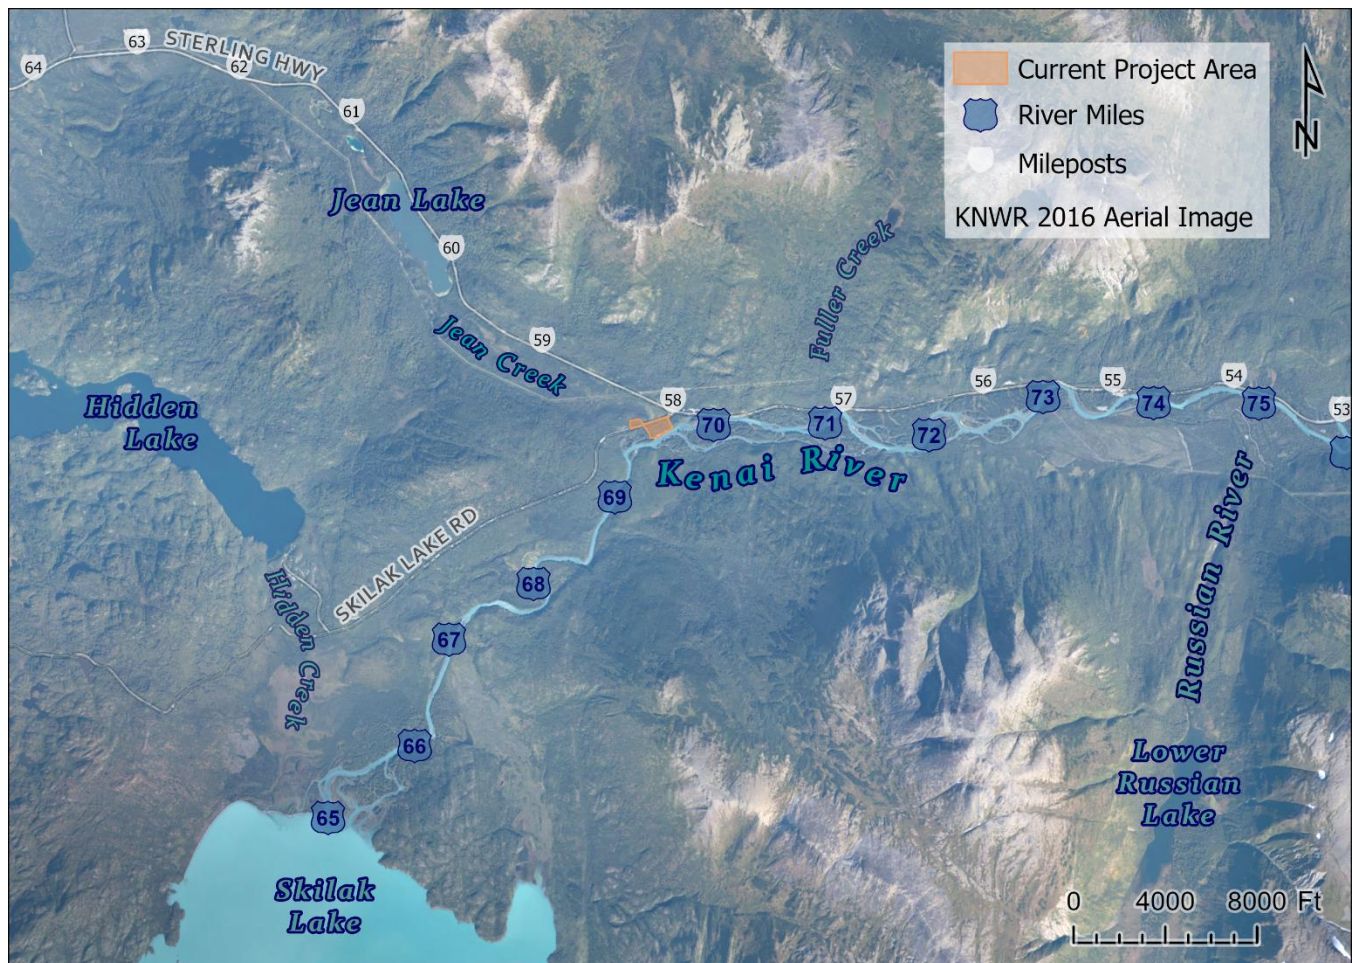 63
STERLING HWY
64
62
61
Current Project Area
River Miles
Mileposts
KNWR 2016 Aerial Image
N
Jean Lake
60
Fuller Creek
Jean Creek
59
58
57
56
55
54
53
Hidden
Lake
70
71
72
73
74
75
Kenai River
69
Russian River
SKILAK LAKE RD
68
Hidden Creek
67
66
65
Lower
Russian
Lake
Skilak
Lake
0 4000 8000 Ft